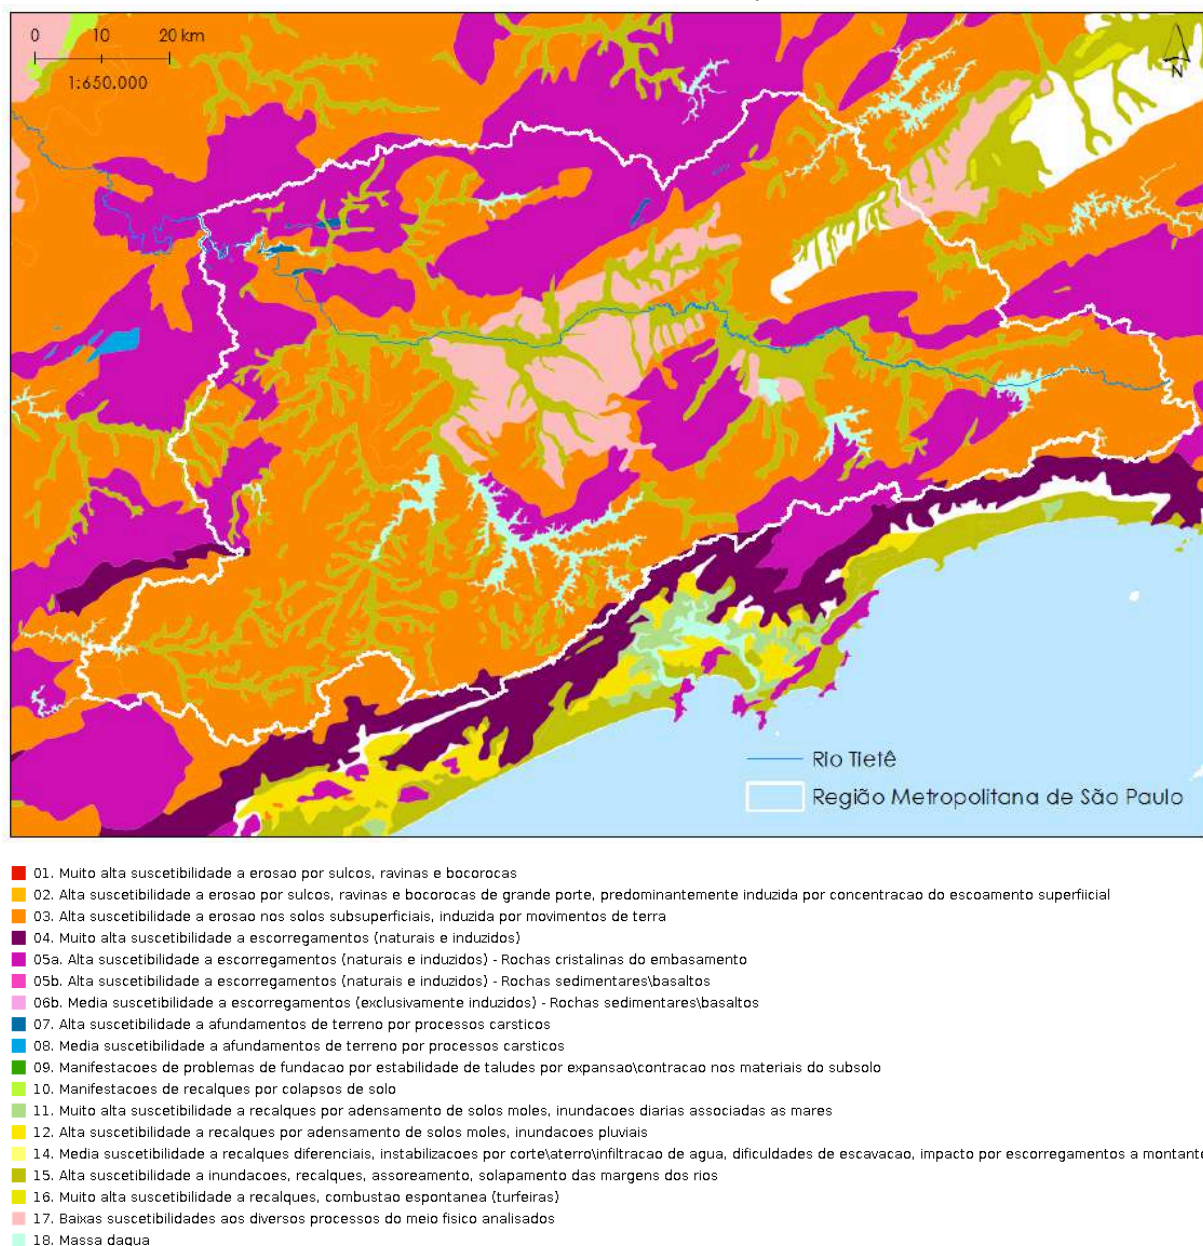 0 10 20 km
1:650.000
N
Rio Tietê
Região Metropolitana de São Paulo
01. Muito alta suscetibilidade a erosao por sulcos, ravinas e bocorocas
02. Alta suscetibilidade a erosao por sulcos, ravinas e bocorocas de grande porte, predominantemente induzida por concentracao do escoamento superfiicial
03. Alta suscetibilidade a erosao nos solos subsuperficiais, induzida por movimentos de terra
04. Muito alta suscetibilidade a escorregamentos (naturais e induzidos)
05a. Alta suscetibilidade a escorregamentos (naturais e induzidos) - Rochas cristalinas do embasamento
05b. Alta suscetibilidade a escorregamentos (naturais e induzidos) - Rochas sedimentares\basaltos
06b. Media suscetibilidade a escorregamentos (exclusivamente induzidos) - Rochas sedimentares\basaltos
07. Alta suscetibilidade a afundamentos de terreno por processos carsticos
08. Media suscetibilidade a afundamentos de terreno por processos carsticos
09. Manifestacoes de problemas de fundacao por estabilidade de taludes por expansao\contracao nos materiais do subsolo
10. Manifestacoes de recalques por colapsos de solo
11. Muito alta suscetibilidade a recalques por adensamento de solos moles, inundacoes diarias associadas as mares
12. Alta suscetibilidade a recalques por adensamento de solos moles, inundacoes pluviais
14. Media suscetibilidade a recalques diferenciais, instabilizacoes por corte\aterro\infiltracao de agua, dificuldades de escavacao, impacto por escorregamentos a montante
15. Alta suscetibilidade a inundacoes, recalques, assoreamento, solapamento das margens dos rios
16. Muito alta suscetibilidade a recalques, combustao espontanea (turfeiras)
17. Baixas suscetibilidades aos diversos processos do meio fisico analisados
18. Massa dagua